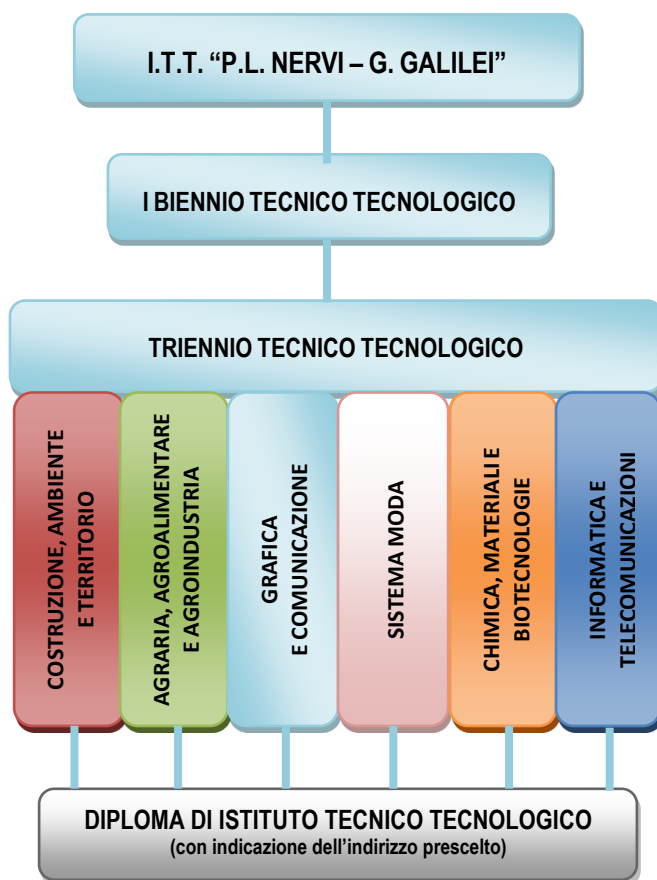 I.T.T. “P.L. NERVI – G. GALILEI”
I BIENNIO TECNICO TECNOLOGICO
TRIENNIO TECNICO TECNOLOGICO
COSTRUZIONE, AMBIENTE
E TERRITORIO
AGRARIA, AGROALIMENTARE
E AGROINDUSTRIA
GRAFICA
E COMUNICAZIONE
SISTEMA MODA
CHIMICA, MATERIALI E
BIOTECNOLOGIE
INFORMATICA E
TELECOMUNICAZIONI
DIPLOMA DI ISTITUTO TECNICO TECNOLOGICO
(con indicazione dell’indirizzo prescelto)